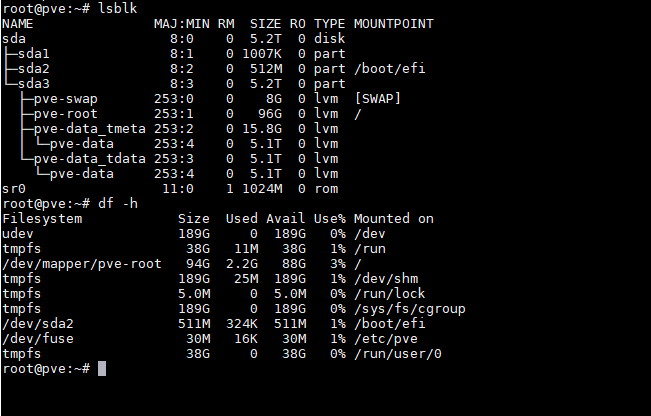 root@pve:~# lsblk
NAME                MAJ:MIN RM  SIZE RO TYPE MOUNTPOINT
sda                   8:0    0  5.2T  0 disk
├─sda1                8:1    0 1007K  0 part
├─sda2                8:2    0  512M  0 part /boot/efi
└─sda3                8:3    0  5.2T  0 part
  ├─pve-swap        253:0    0    8G  0 lvm  [SWAP]
  ├─pve-root        253:1    0   96G  0 lvm  /
  ├─pve-data_tmeta  253:2    0 15.8G  0 lvm
  │ └─pve-data      253:4    0  5.1T  0 lvm
  └─pve-data_tdata  253:3    0  5.1T  0 lvm
    └─pve-data      253:4    0  5.1T  0 lvm
sr0                  11:0    1 1024M  0 rom
root@pve:~# df -h
Filesystem            Size  Used Avail Use% Mounted on
udev                  189G     0  189G   0% /dev
tmpfs                  38G   11M   38G   1% /run
/dev/mapper/pve-root   94G  2.2G   88G   3% /
tmpfs                 189G   25M  189G   1% /dev/shm
tmpfs                 5.0M     0  5.0M   0% /run/lock
tmpfs                 189G     0  189G   0% /sys/fs/cgroup
/dev/sda2             511M  324K  511M   1% /boot/efi
/dev/fuse              30M   16K   30M   1% /etc/pve
tmpfs                  38G     0   38G   0% /run/user/0
root@pve:~#